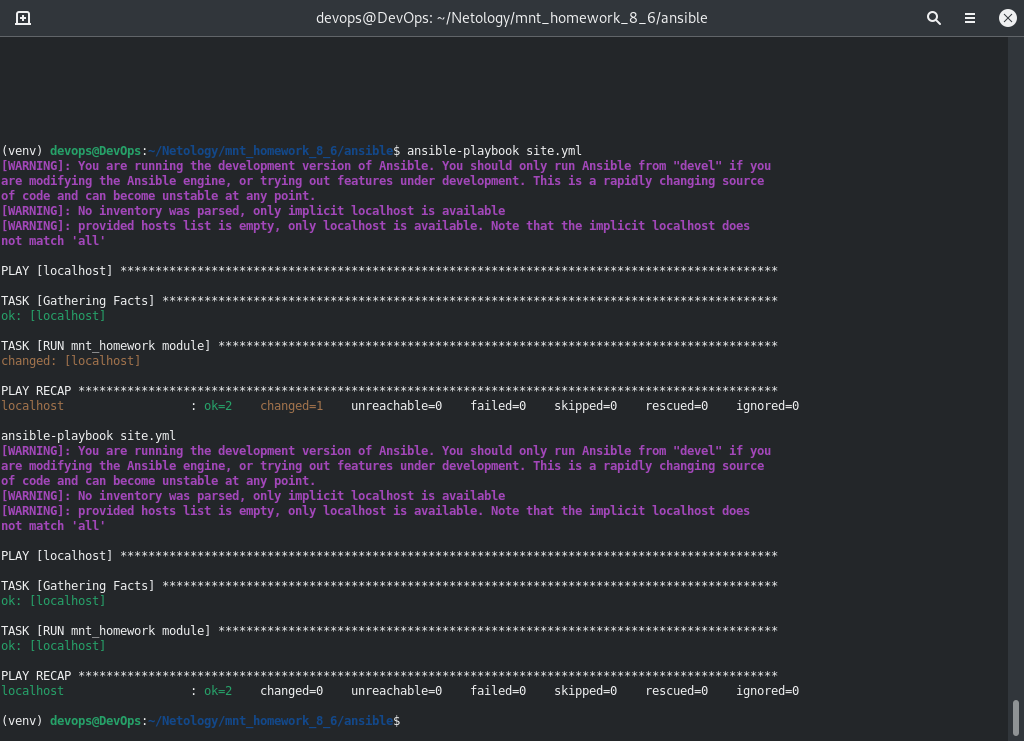 devops@DevOps: ~/Netology/mnt_homework_8_6/ansible
(venv) devops@DevOps:~/Netology/mnt_homework_8_6/ansible$ ansible-playbook site.yml
[WARNING]: You are running the development version of Ansible. You should only run Ansible from "devel" if you
are modifying the Ansible engine, or trying out features under development. This is a rapidly changing source
of code and can become unstable at any point.
[WARNING]: No inventory was parsed, only implicit localhost is available
[WARNING]: provided hosts list is empty, only localhost is available. Note that the implicit localhost does
not match 'all'
PLAY [localhost] **********************************************************************************************
TASK [Gathering Facts] ****************************************************************************************
ok: [localhost]
TASK [RUN mnt_homework module] ********************************************************************************
changed: [localhost]
PLAY RECAP ****************************************************************************************************
localhost                  : ok=2    changed=1    unreachable=0    failed=0    skipped=0    rescued=0    ignored=0
ansible-playbook site.yml
[WARNING]: You are running the development version of Ansible. You should only run Ansible from "devel" if you
are modifying the Ansible engine, or trying out features under development. This is a rapidly changing source
of code and can become unstable at any point.
[WARNING]: No inventory was parsed, only implicit localhost is available
[WARNING]: provided hosts list is empty, only localhost is available. Note that the implicit localhost does
not match 'all'
PLAY [localhost] **********************************************************************************************
TASK [Gathering Facts] ****************************************************************************************
ok: [localhost]
TASK [RUN mnt_homework module] ********************************************************************************
ok: [localhost]
PLAY RECAP ****************************************************************************************************
localhost                  : ok=2    changed=0    unreachable=0    failed=0    skipped=0    rescued=0    ignored=0
(venv) devops@DevOps:~/Netology/mnt_homework_8_6/ansible$